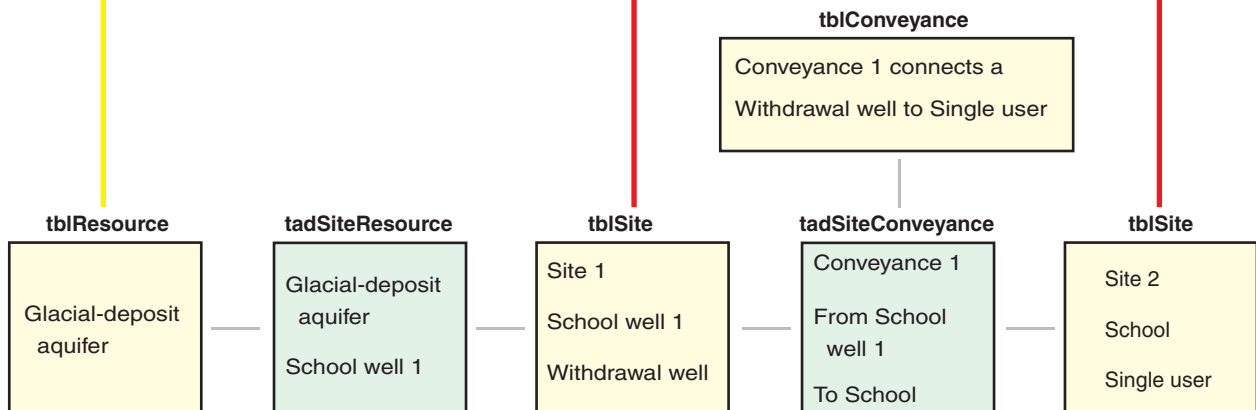 tblConveyance
Conveyance 1 connects a
Withdrawal well to Single user
tblResource
Glacial-deposit
aquifer
tadSiteResource
Glacial-deposit
aquifer
School well 1
tblSite
Site 1
School well 1
Withdrawal well
tadSiteConveyance
Conveyance 1
From School
well 1
To School
tblSite
Site 2
School
Single user